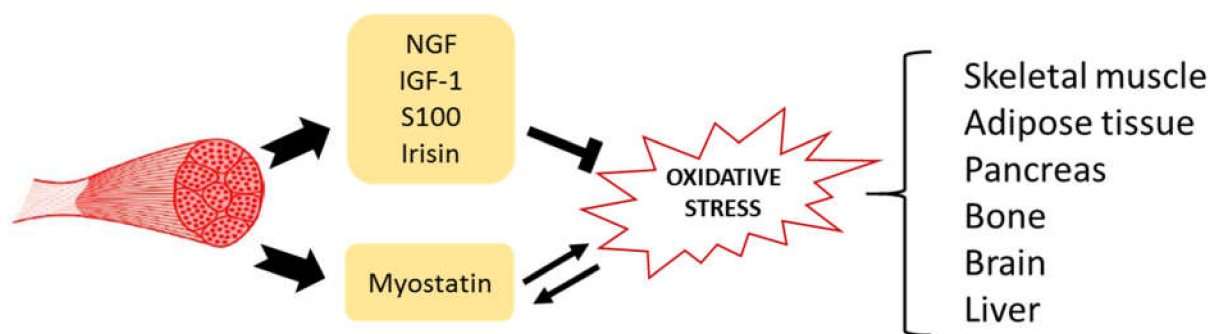 NGF
IGF-1
S100
Irisin
Myostatin
OXIDATIVE
STRESS
Skeletal muscle
Adipose tissue
Pancreas
Bone
Brain
Liver